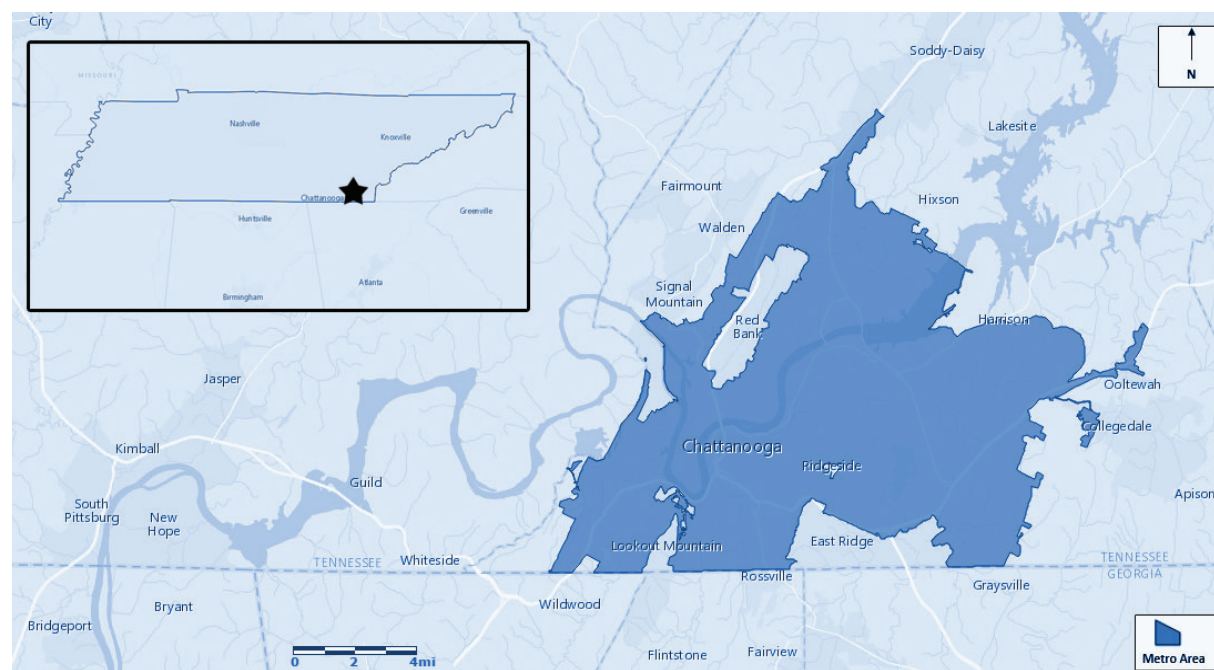 City
MISSOURI
Nashville
Knoxville
Chattanooga
Huntsville
Greenville
Atlanta
Birmingham
Soddy-Daisy
N
Lakesite
Fairmount
Hixson
Walden
Signal
Mountain
Red
Bank
Harrison
Jasper
Ooltewah
Collegedale
Kimball
Chattanooga
Ridgeside
Guild
South
Pittsburg
New
Hope
Apison
Lookout Mountain
East Ridge
TENNESSEE
Whiteside
TENNESSEE
GEORGIA
Rossville
Graysville
Bryant
Wildwood
Bridgeport
Flintstone
Fairview
0 2 4mi
Metro Area